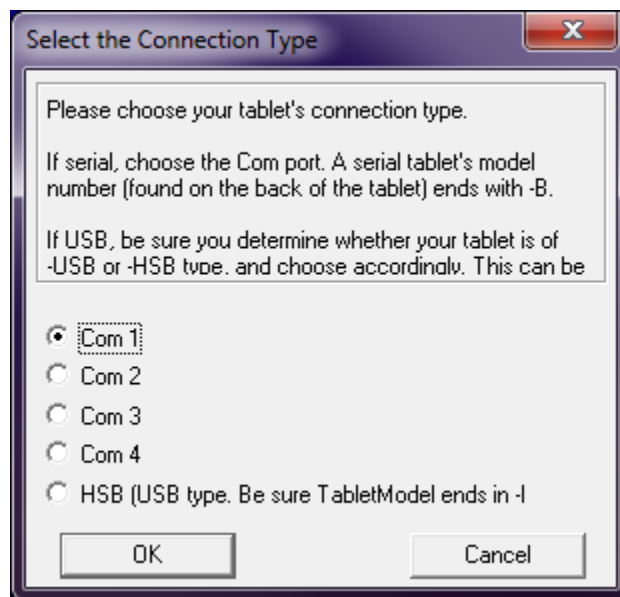 Select the Connection Type
Please choose your tablet's connection type.
If serial, choose the Com port. A serial tablet's model
number (found on the back of the tablet) ends with -B.
If USB, be sure you determine whether your tablet is of
-USB or -HSB type, and choose accordingly. This can be
Com 1
Com 2
Com 3
Com 4
HSB (USB type. Be sure TabletModel ends in -I
OK
Cancel